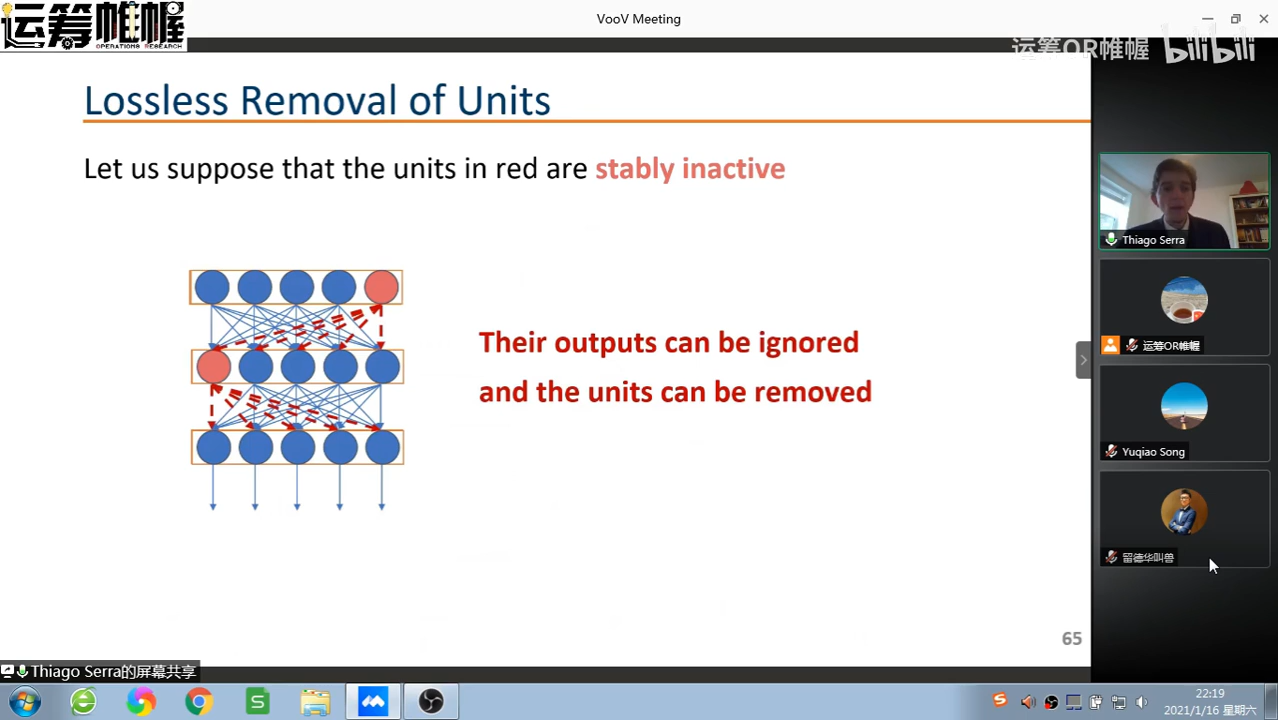 VooV Meeting
运筹帷幄
OPERATIONS RESEARCH
运筹OR帷幄 bilibili
Lossless Removal of Units
Let us suppose that the units in red are stably inactive
Their outputs can be ignored
and the units can be removed
65
Thiago Serra
运筹OR帷幄
Yuqiao Song
留德华叫兽
Thiago Serra的屏幕共享
22:19
2021/1/16 星期六